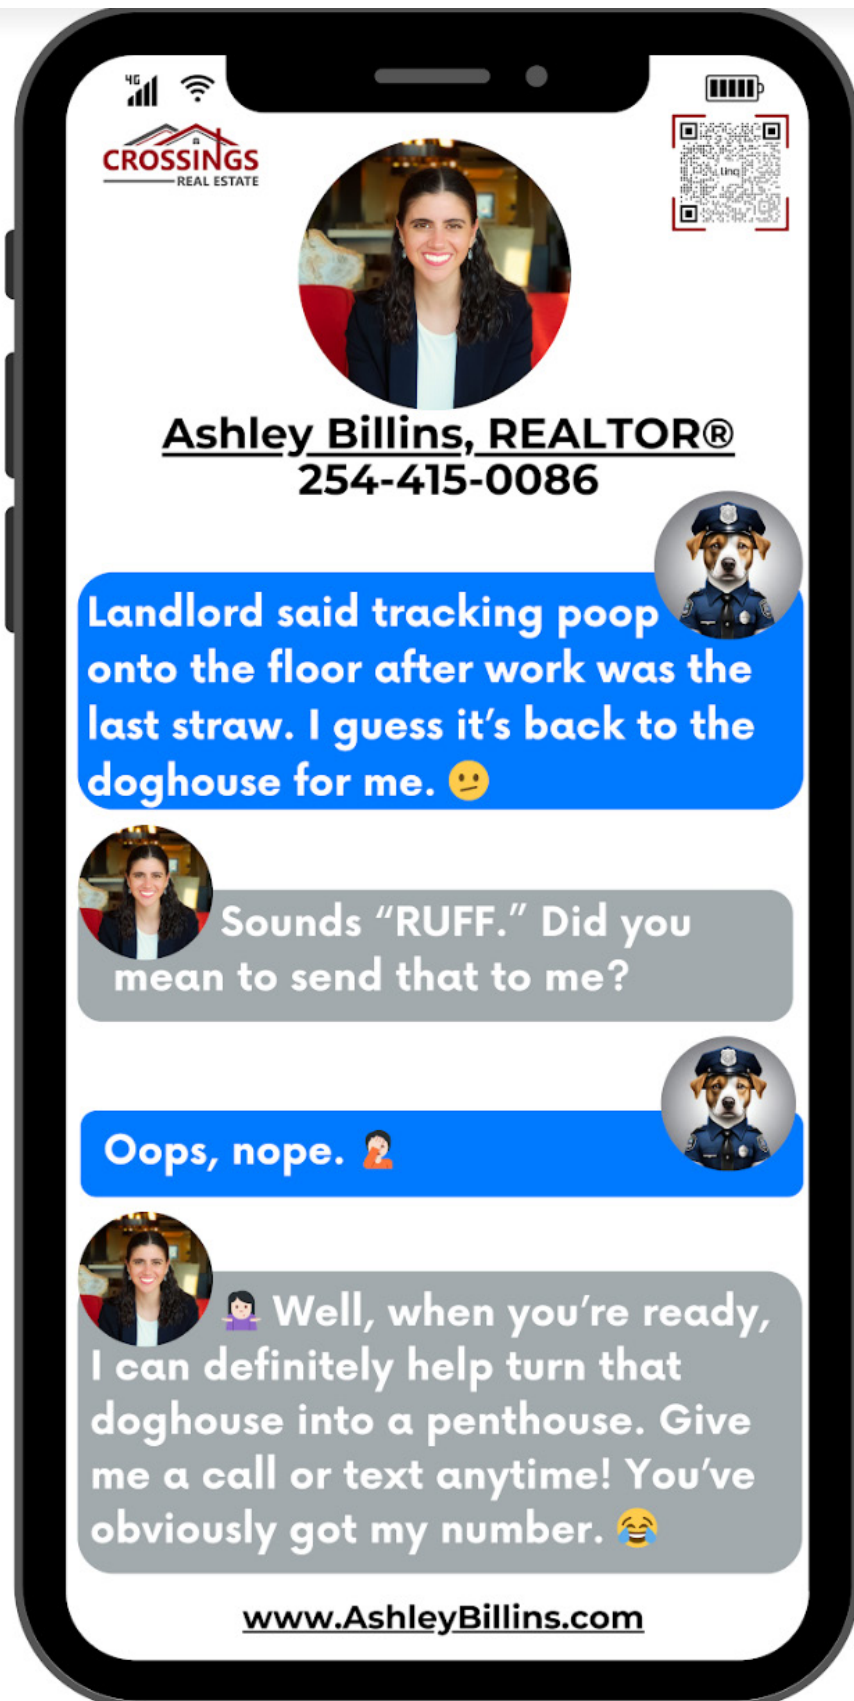 4G
CROSSINGS
REAL ESTATE
Linq
Ashley Billins, REALTOR®
254-415-0086
Landlord said tracking poop
onto the floor after work was the
last straw. I guess it’s back to the
doghouse for me. 🫤
Sounds “RUFF.” Did you
mean to send that to me?
Oops, nope. 🤦🏻
🤷🏻‍♀️ Well, when you’re ready,
I can definitely help turn that
doghouse into a penthouse. Give
me a call or text anytime! You’ve
obviously got my number. 😂
www.AshleyBillins.com